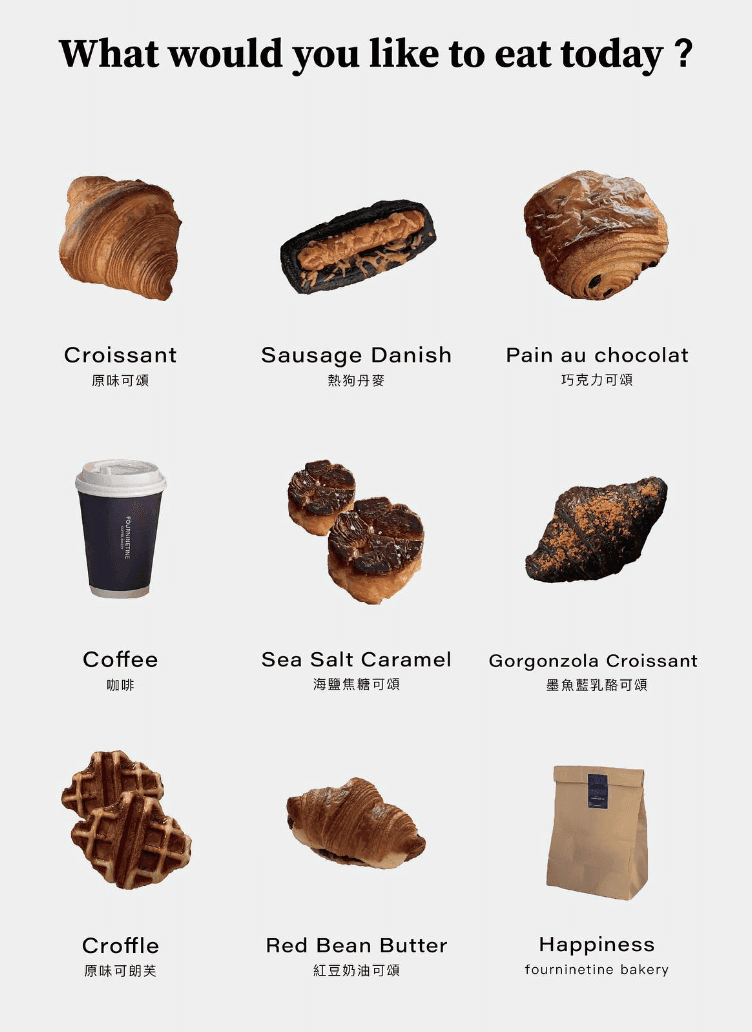 What would you like to eat today ?
Croissant
原味可頌
Sausage Danish
熱狗丹麥
Pain au chocolat
巧克力可頌
FOURNINETINE
Coffee
咖啡
Sea Salt Caramel
海鹽焦糖可頌
Gorgonzola Croissant
墨魚藍乳酪可頌
Croffle
原味可朗芙
Red Bean Butter
紅豆奶油可頌
Happiness
fourninetine bakery